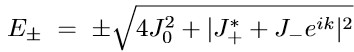 E_± = ±√(4J_0^2 + |J_+^* + J_-e^{ik}|^2)